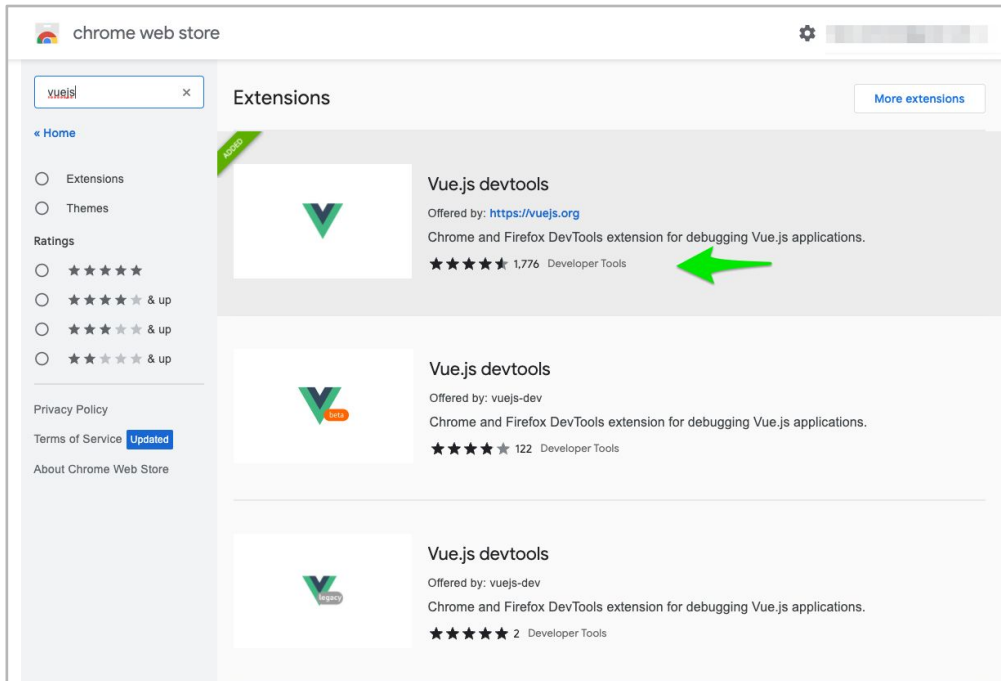 chrome web store
vuejs
« Home
Extensions
Themes
Ratings
& up
& up
& up
Privacy Policy
Terms of Service Updated
About Chrome Web Store
Extensions
More extensions
ADDED
Vue.js devtools
Offered by: https://vuejs.org
Chrome and Firefox DevTools extension for debugging Vue.js applications.
1,776 Developer Tools
beta
Vue.js devtools
Offered by: vuejs-dev
Chrome and Firefox DevTools extension for debugging Vue.js applications.
122 Developer Tools
legacy
Vue.js devtools
Offered by: vuejs-dev
Chrome and Firefox DevTools extension for debugging Vue.js applications.
2 Developer Tools